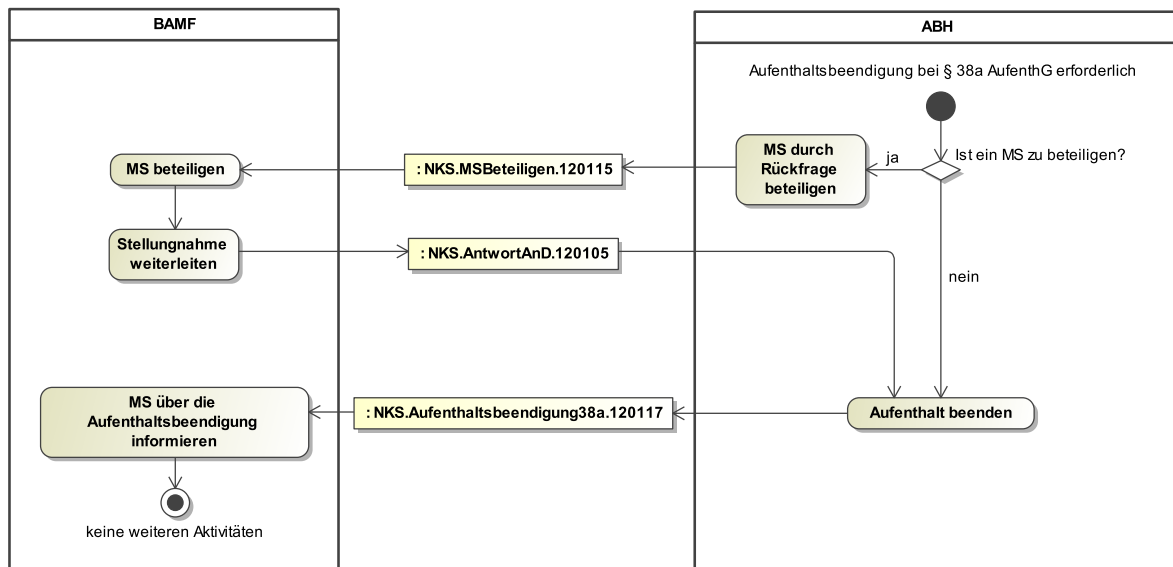 BAMF
ABH
Aufenthaltsbeendigung bei § 38a AufenthG erforderlich
Ist ein MS zu beteiligen?
ja
MS durch
Rückfrage
beteiligen
: NKS.MSBeteiligen.120115
MS beteiligen
Stellungnahme
weiterleiten
: NKS.AntwortAnD.120105
nein
Aufenthalt beenden
: NKS.Aufenthaltsbeendigung38a.120117
MS über die
Aufenthaltsbeendigung
informieren
keine weiteren Aktivitäten